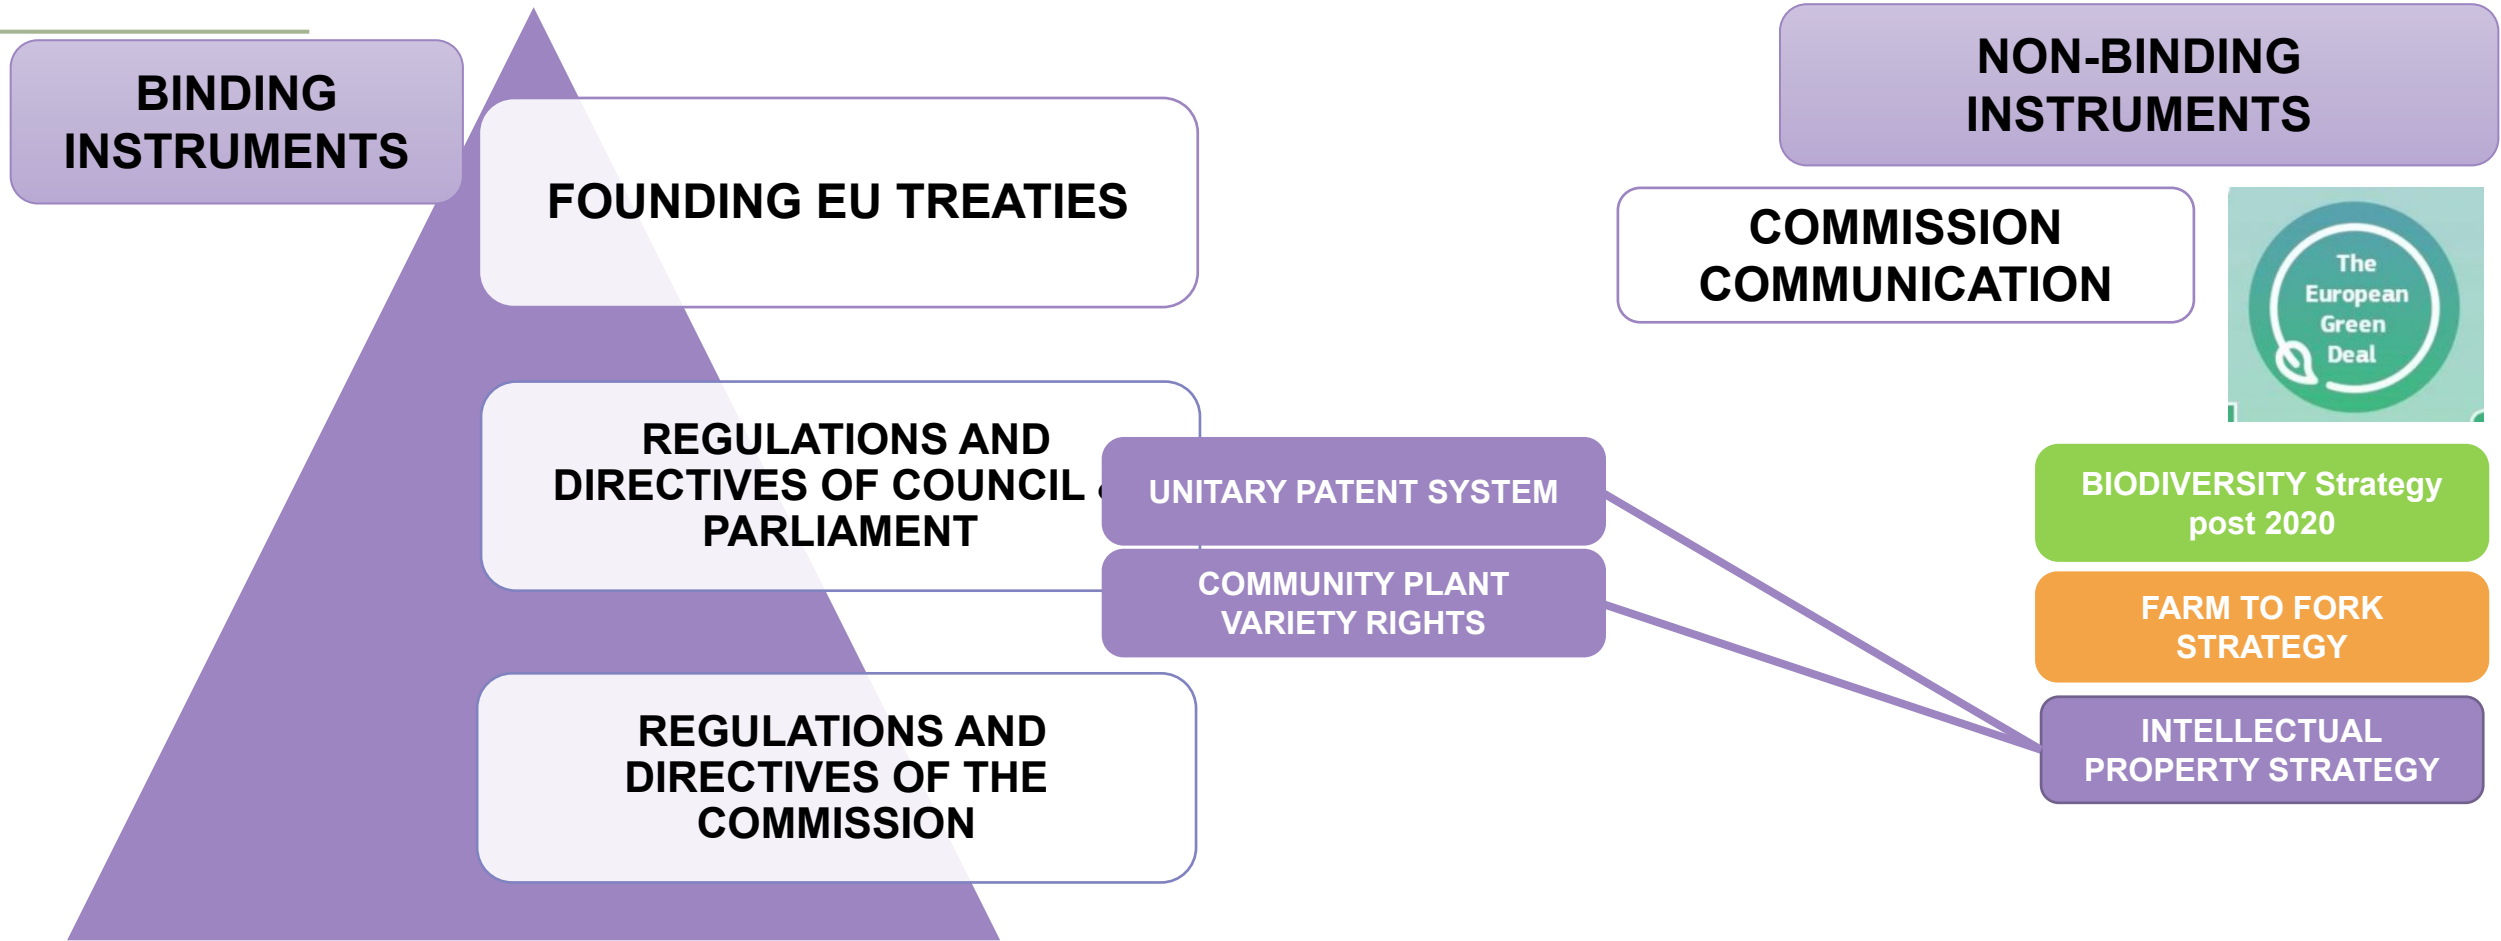 BINDING
INSTRUMENTS
FOUNDING EU TREATIES
REGULATIONS AND
DIRECTIVES OF COUNCIL
PARLIAMENT
REGULATIONS AND
DIRECTIVES OF THE
COMMISSION
UNITARY PATENT SYSTEM
COMMUNITY PLANT
VARIETY RIGHTS
NON-BINDING
INSTRUMENTS
COMMISSION
COMMUNICATION
The
European
Green
Deal
BIODIVERSITY Strategy
post 2020
FARM TO FORK
STRATEGY
INTELLECTUAL
PROPERTY STRATEGY